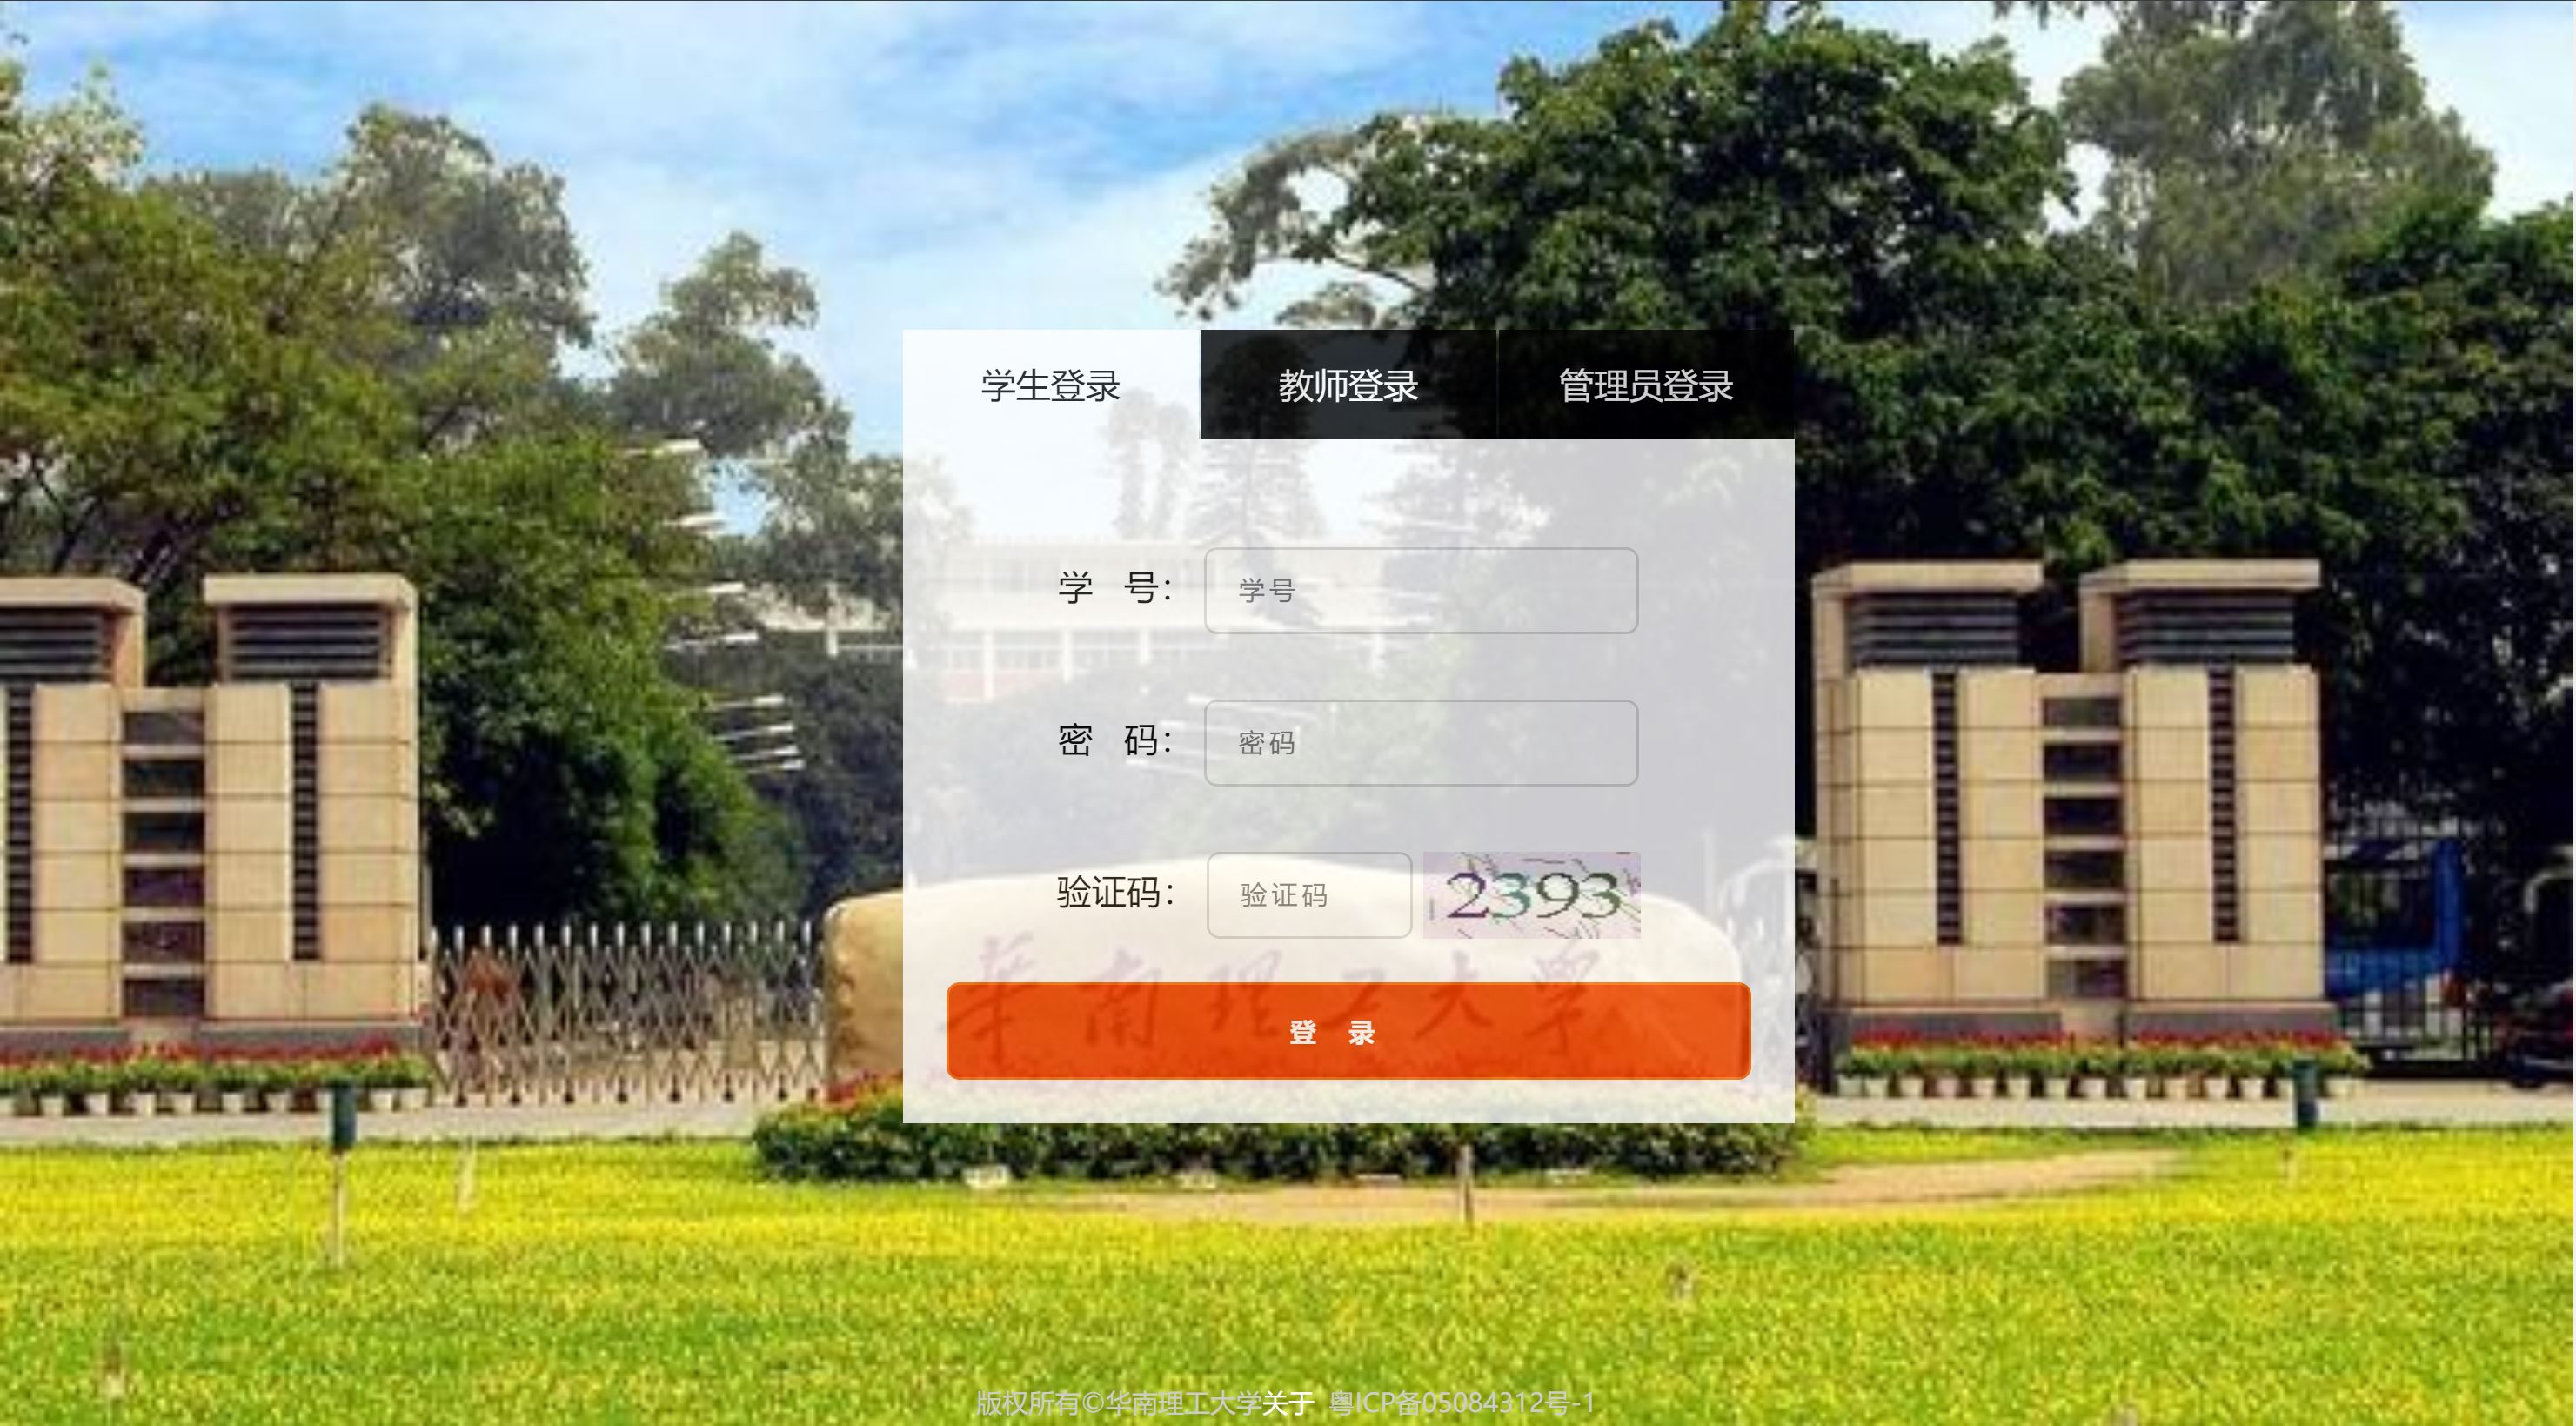 学生登录 教师登录 管理员登录
学 号： 学号
密 码： 密码
验证码： 验证码 2393
华南理工大学
登 录
版权所有©华南理工大学关于 粤ICP备05084312号-1